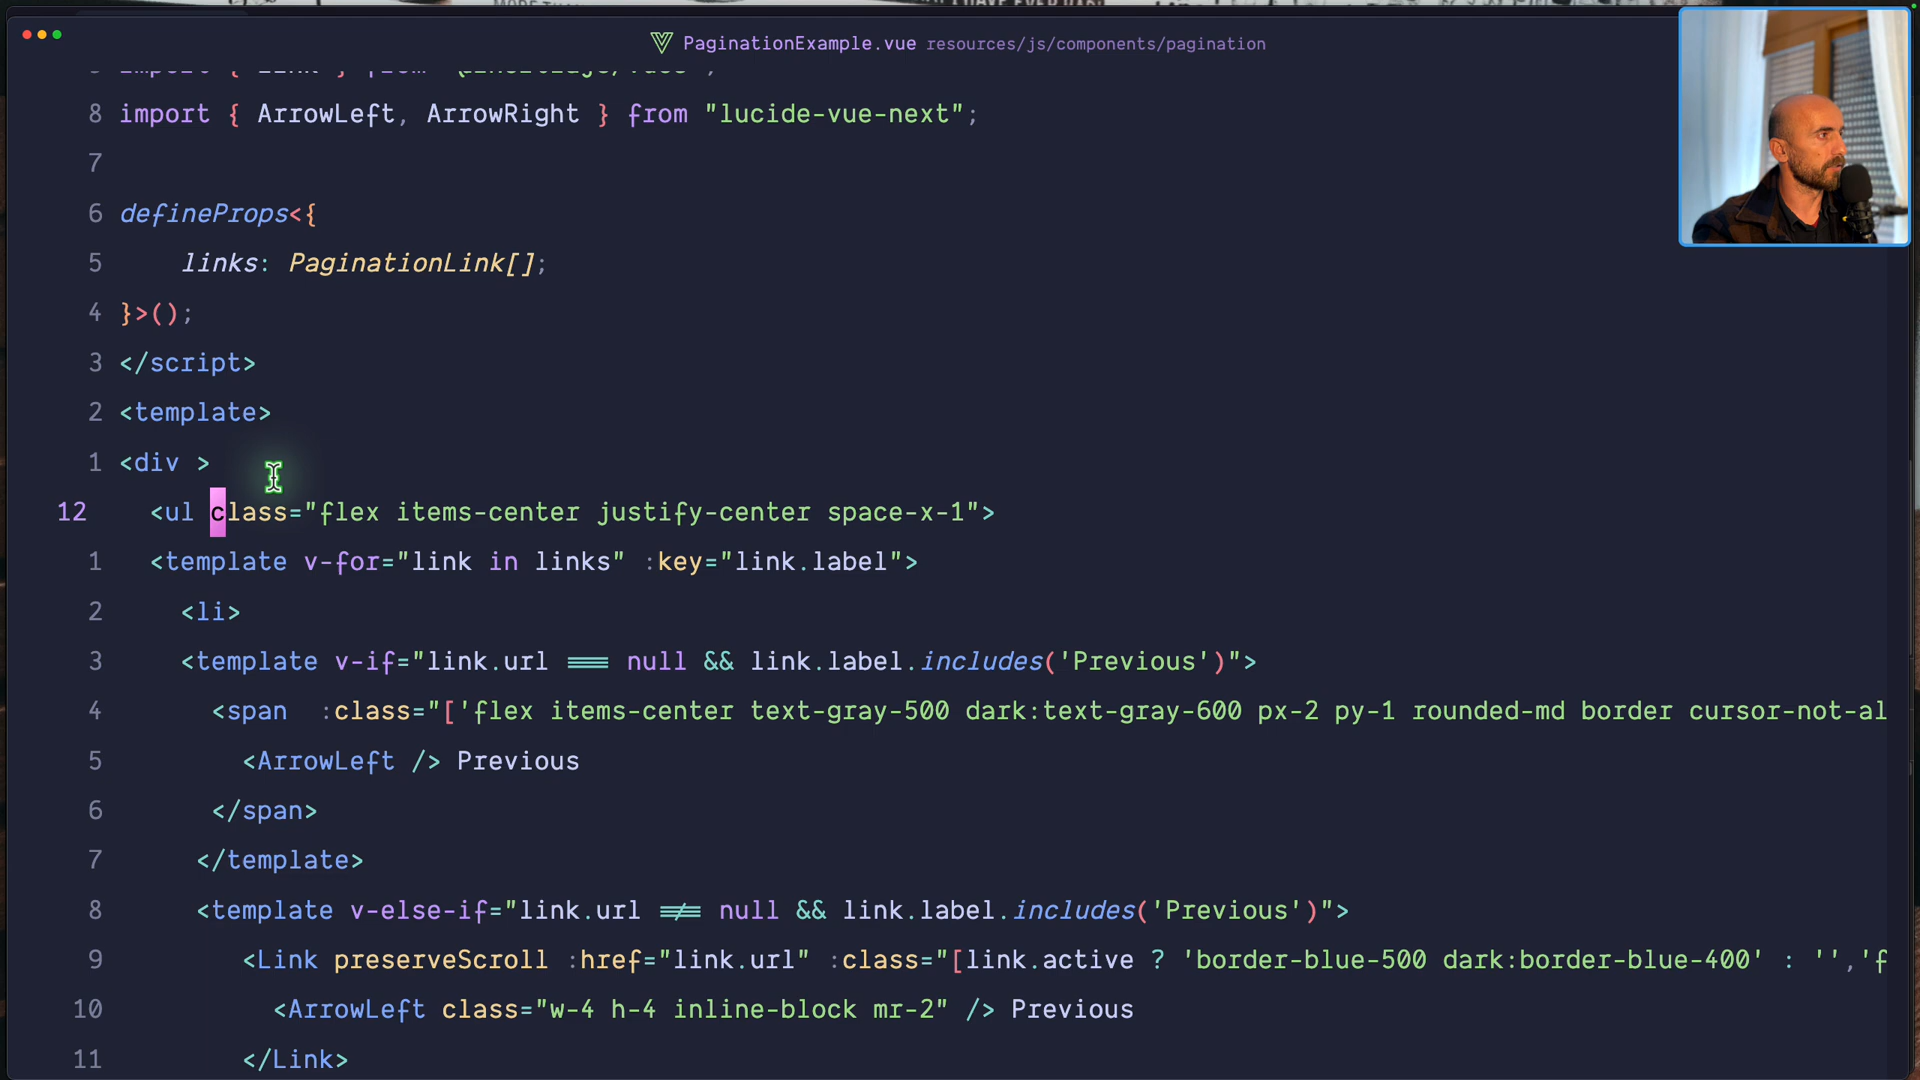 PaginationExample.vue resources/js/components/pagination
8 import { ArrowLeft, ArrowRight } from "lucide-vue-next";
7
6 defineProps<{
5 links: PaginationLink[];
4 }>();
3 </script>
2 <template>
1 <div >
12 <ul class="flex items-center justify-center space-x-1">
1 <template v-for="link in links" :key="link.label">
2 <li>
3 <template v-if="link.url === null && link.label.includes('Previous')">
4 <span :class="['flex items-center text-gray-500 dark:text-gray-600 px-2 py-1 rounded-md border cursor-not-al
5 <ArrowLeft /> Previous
6 </span>
7 </template>
8 <template v-else-if="link.url !== null && link.label.includes('Previous')">
9 <Link preserveScroll :href="link.url" :class="[link.active ? 'border-blue-500 dark:border-blue-400' : '','f
10 <ArrowLeft class="w-4 h-4 inline-block mr-2" /> Previous
11 </Link>